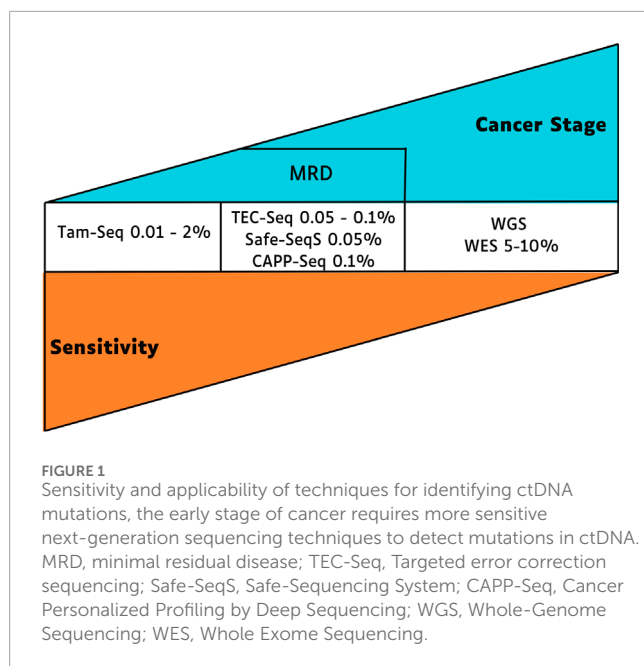 Cancer Stage
MRD
Tam-Seq 0.01 - 2%
TEC-Seq 0.05 - 0.1%
Safe-SeqS 0.05%
CAPP-Seq 0.1%
WGS
WES 5-10%
Sensitivity
FIGURE 1
Sensitivity and applicability of techniques for identifying ctDNA
mutations, the early stage of cancer requires more sensitive
next-generation sequencing techniques to detect mutations in ctDNA.
MRD, minimal residual disease; TEC-Seq, Targeted error correction
sequencing; Safe-SeqS, Safe-Sequencing System; CAPP-Seq, Cancer
Personalized Profiling by Deep Sequencing; WGS, Whole-Genome
Sequencing; WES, Whole Exome Sequencing.